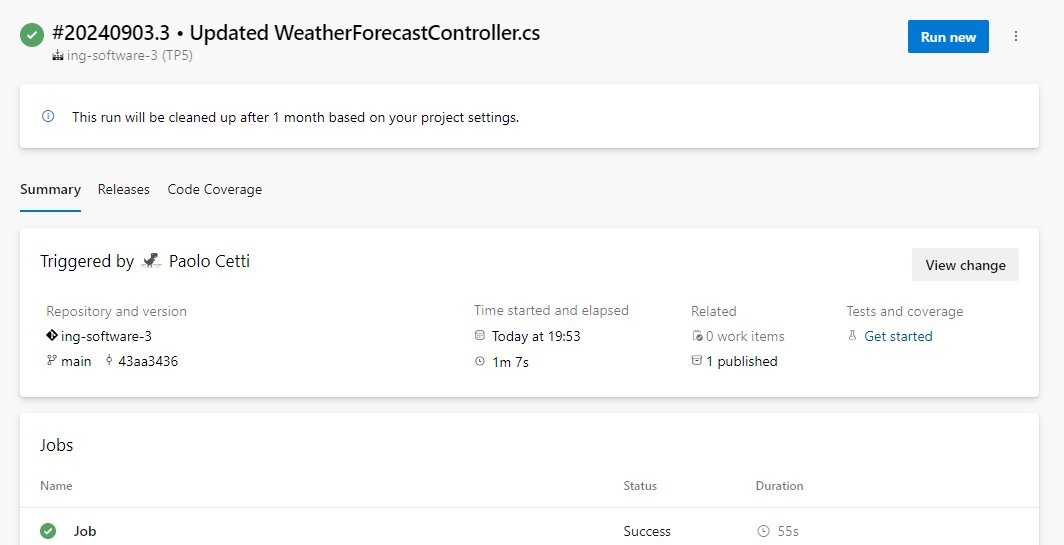 #20240903.3 • Updated WeatherForecastController.cs
ing-software-3 (TP5)
Run new
This run will be cleaned up after 1 month based on your project settings.
Summary Releases Code Coverage
Triggered by Paolo Cetti
View change
Repository and version
ing-software-3
main 43aa3436
Time started and elapsed
Today at 19:53
1m 7s
Related
0 work items
1 published
Tests and coverage
Get started
Jobs
Name Status Duration
Job Success 55s